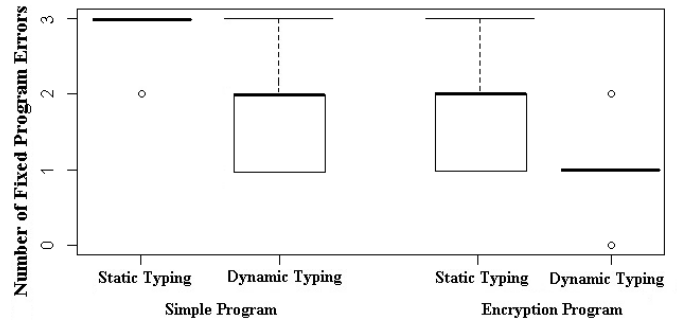 Number of Fixed Program Errors
3
2
1
0
Static Typing
Dynamic Typing
Static Typing
Dynamic Typing
Simple Program
Encryption Program